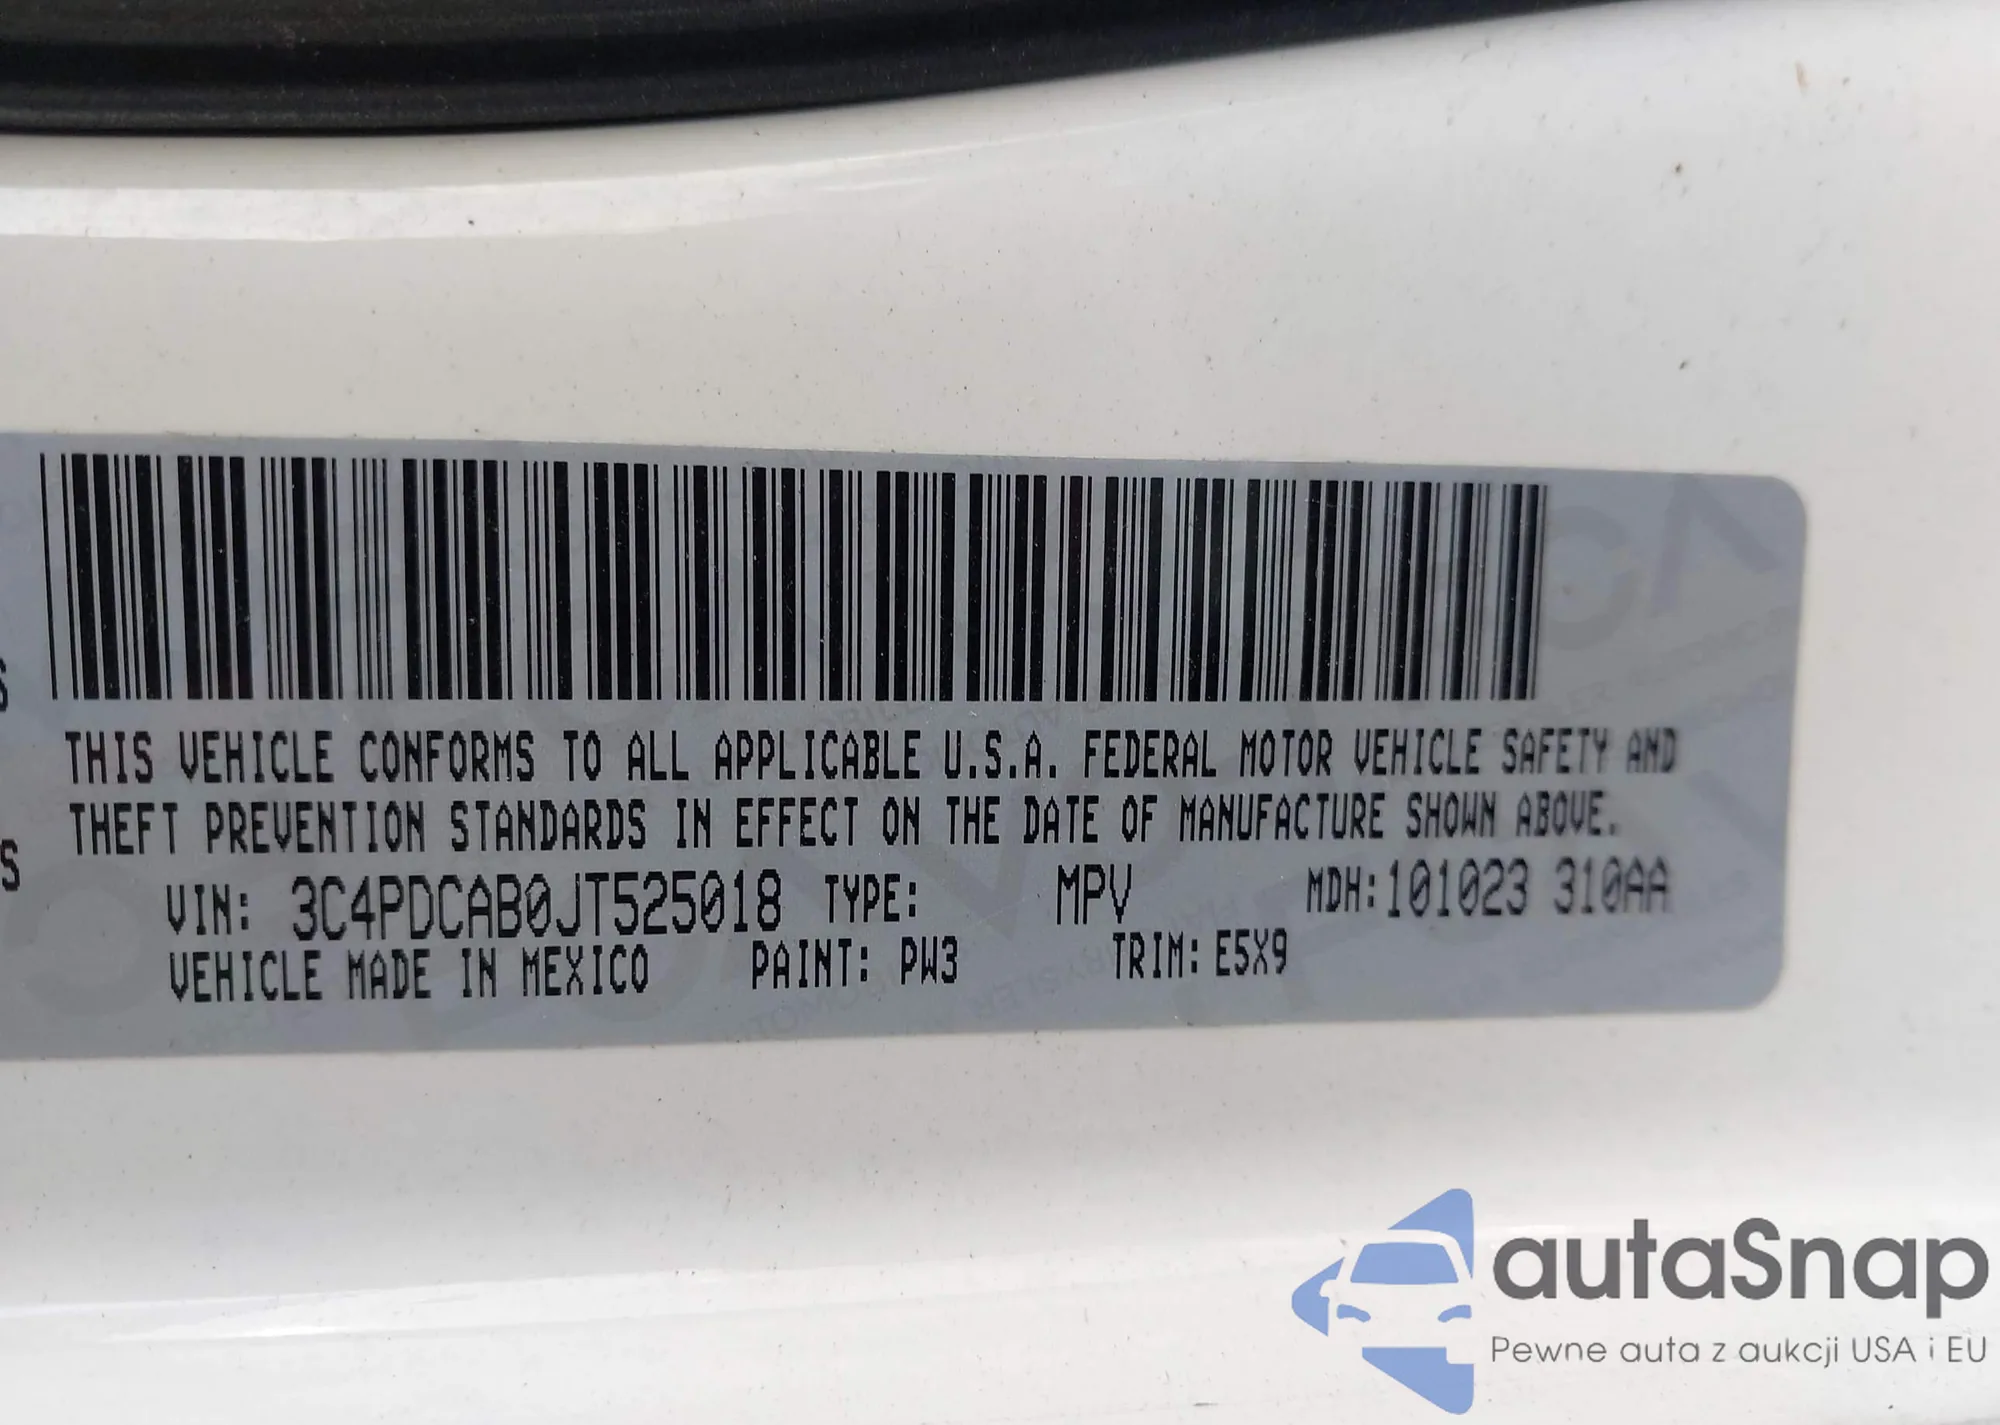 S
S
THIS VEHICLE CONFORMS TO ALL APPLICABLE U.S.A. FEDERAL MOTOR VEHICLE SAFETY AND
THEFT PREVENTION STANDARDS IN EFFECT ON THE DATE OF MANUFACTURE SHOWN ABOVE.
VIN: 3C4PDCAB0JT525018 TYPE: MPV MDH:101023 310AA
VEHICLE MADE IN MEXICO PAINT: PW3 TRIM: E5X9
autaSnap
Pewne auta z aukcji USA i EU